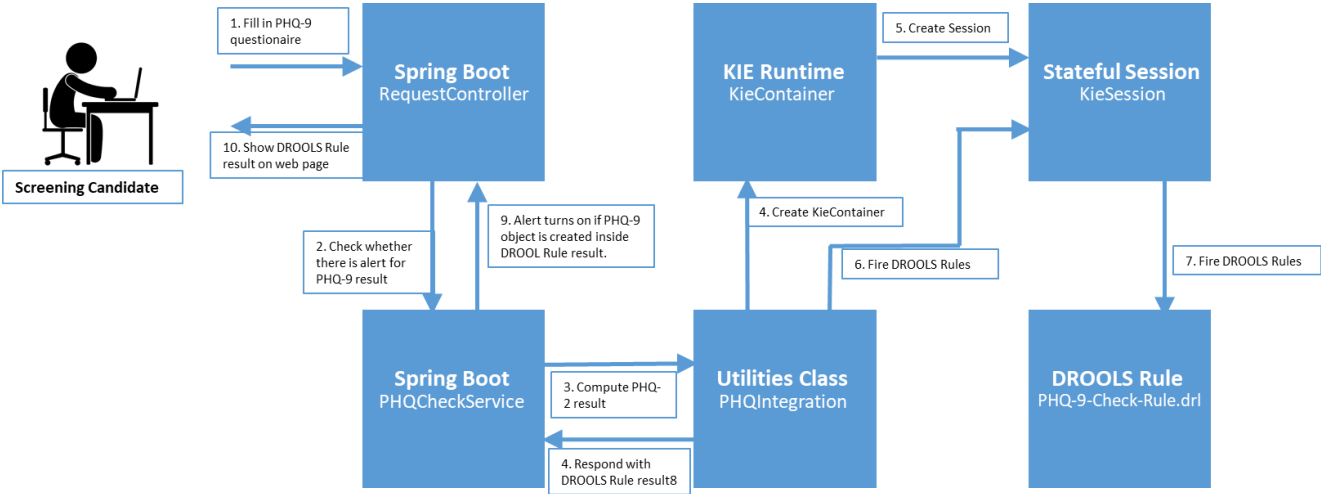 1. Fill in PHQ-9
questionaire
Spring Boot
RequestController
10. Show DROOLS Rule
result on web page
Screening Candidate
KIE Runtime
KieContainer
5. Create Session
Stateful Session
KieSession
2. Check whether
there is alert for
PHQ-9 result
9. Alert turns on if PHQ-9
object is created inside
DROOL Rule result.
4. Create KieContainer
6. Fire DROOLS Rules
7. Fire DROOLS Rules
Spring Boot
PHQCheckService
3. Compute PHQ-
2 result
4. Respond with
DROOLS Rule result8
Utilities Class
PHQIntegration
DROOLS Rule
PHQ-9-Check-Rule.drl